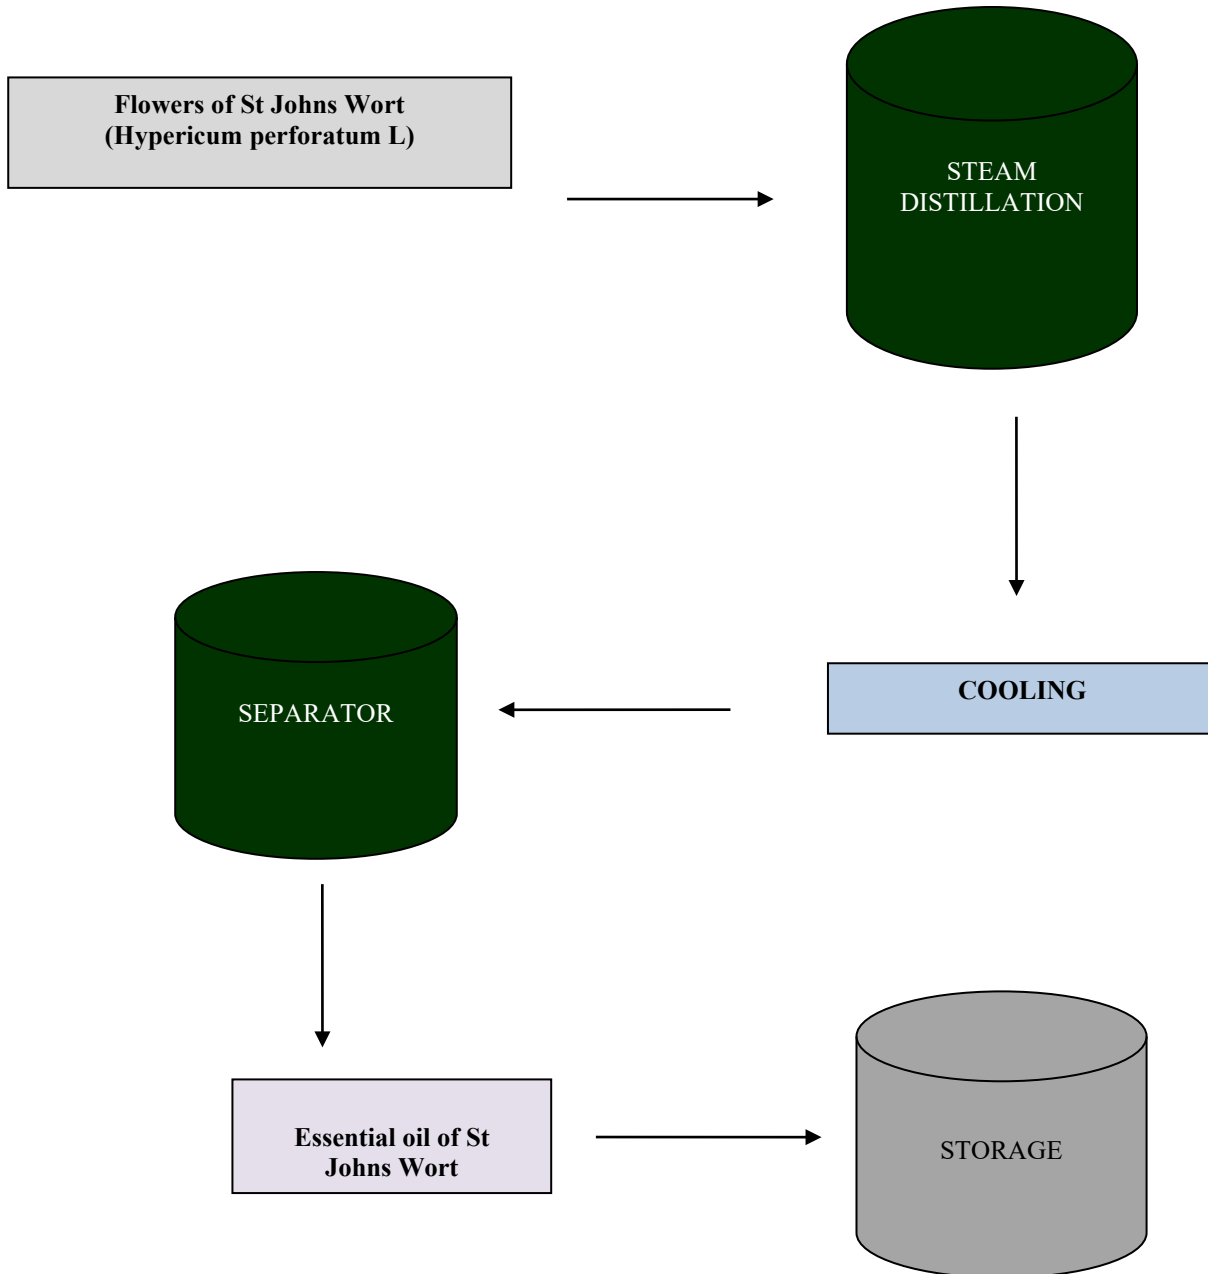 Flowers of St Johns Wort
(Hypericum perforatum L)
STEAM
DISTILLATION
COOLING
SEPARATOR
Essential oil of St
Johns Wort
STORAGE